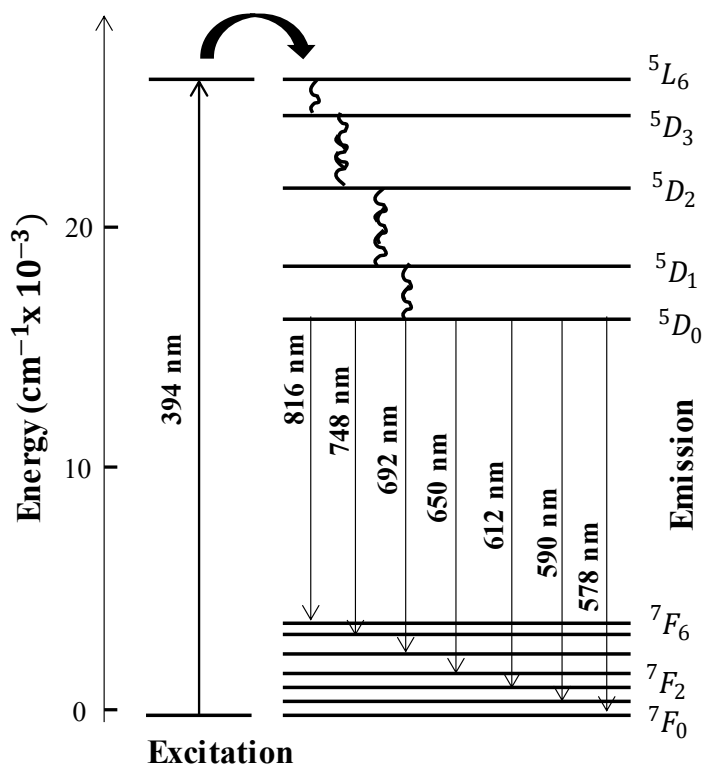 ⁵L₆
⁵D₃
⁵D₂
⁵D₁
⁵D₀
20
10
0
Energy (cm⁻¹x 10⁻³)
394 nm
816 nm
748 nm
692 nm
650 nm
612 nm
590 nm
578 nm
Emission
⁷F₆
⁷F₂
⁷F₀
Excitation